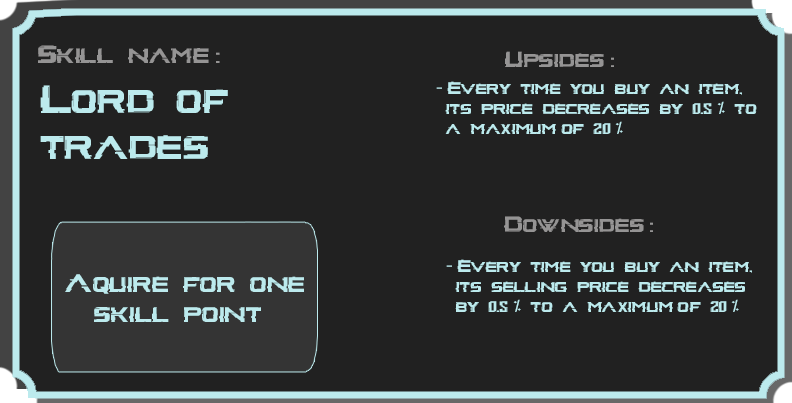 Skill name:
Lord of
trades
Aquire for one
skill point
Upsides:
- Every time you buy an item,
its price decreases by 0.5% to
a maximum of 20%
Downsides:
- Every time you buy an item,
its selling price decreases
by 0.5% to a maximum of 20%